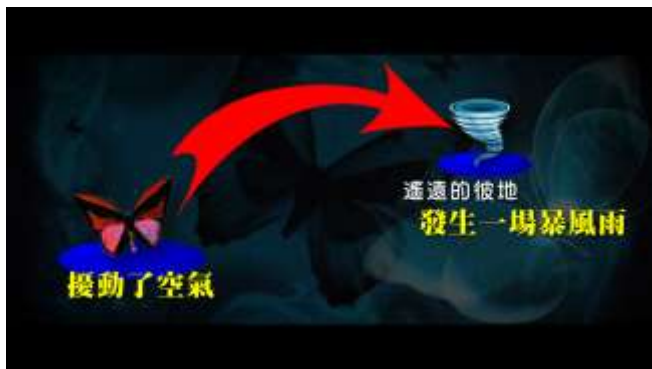 遙遠的彼地
發生一場暴風雨
擾動了空氣